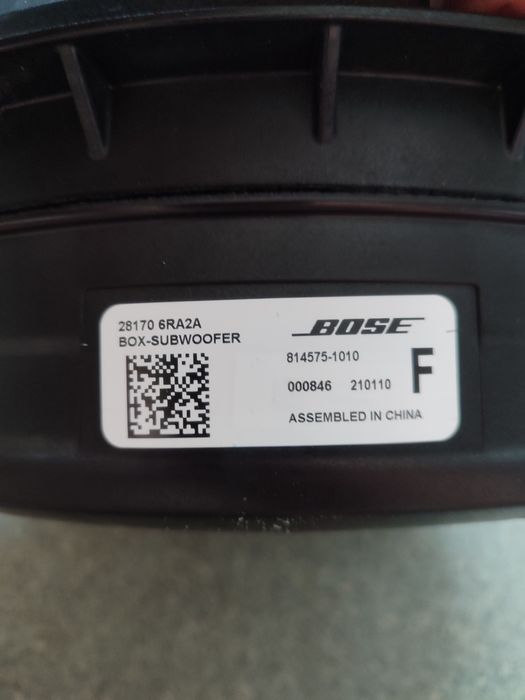 28170 6RA2A
BOX-SUBWOOFER
BOSE
814575-1010
F
000846 210110
ASSEMBLED IN CHINA